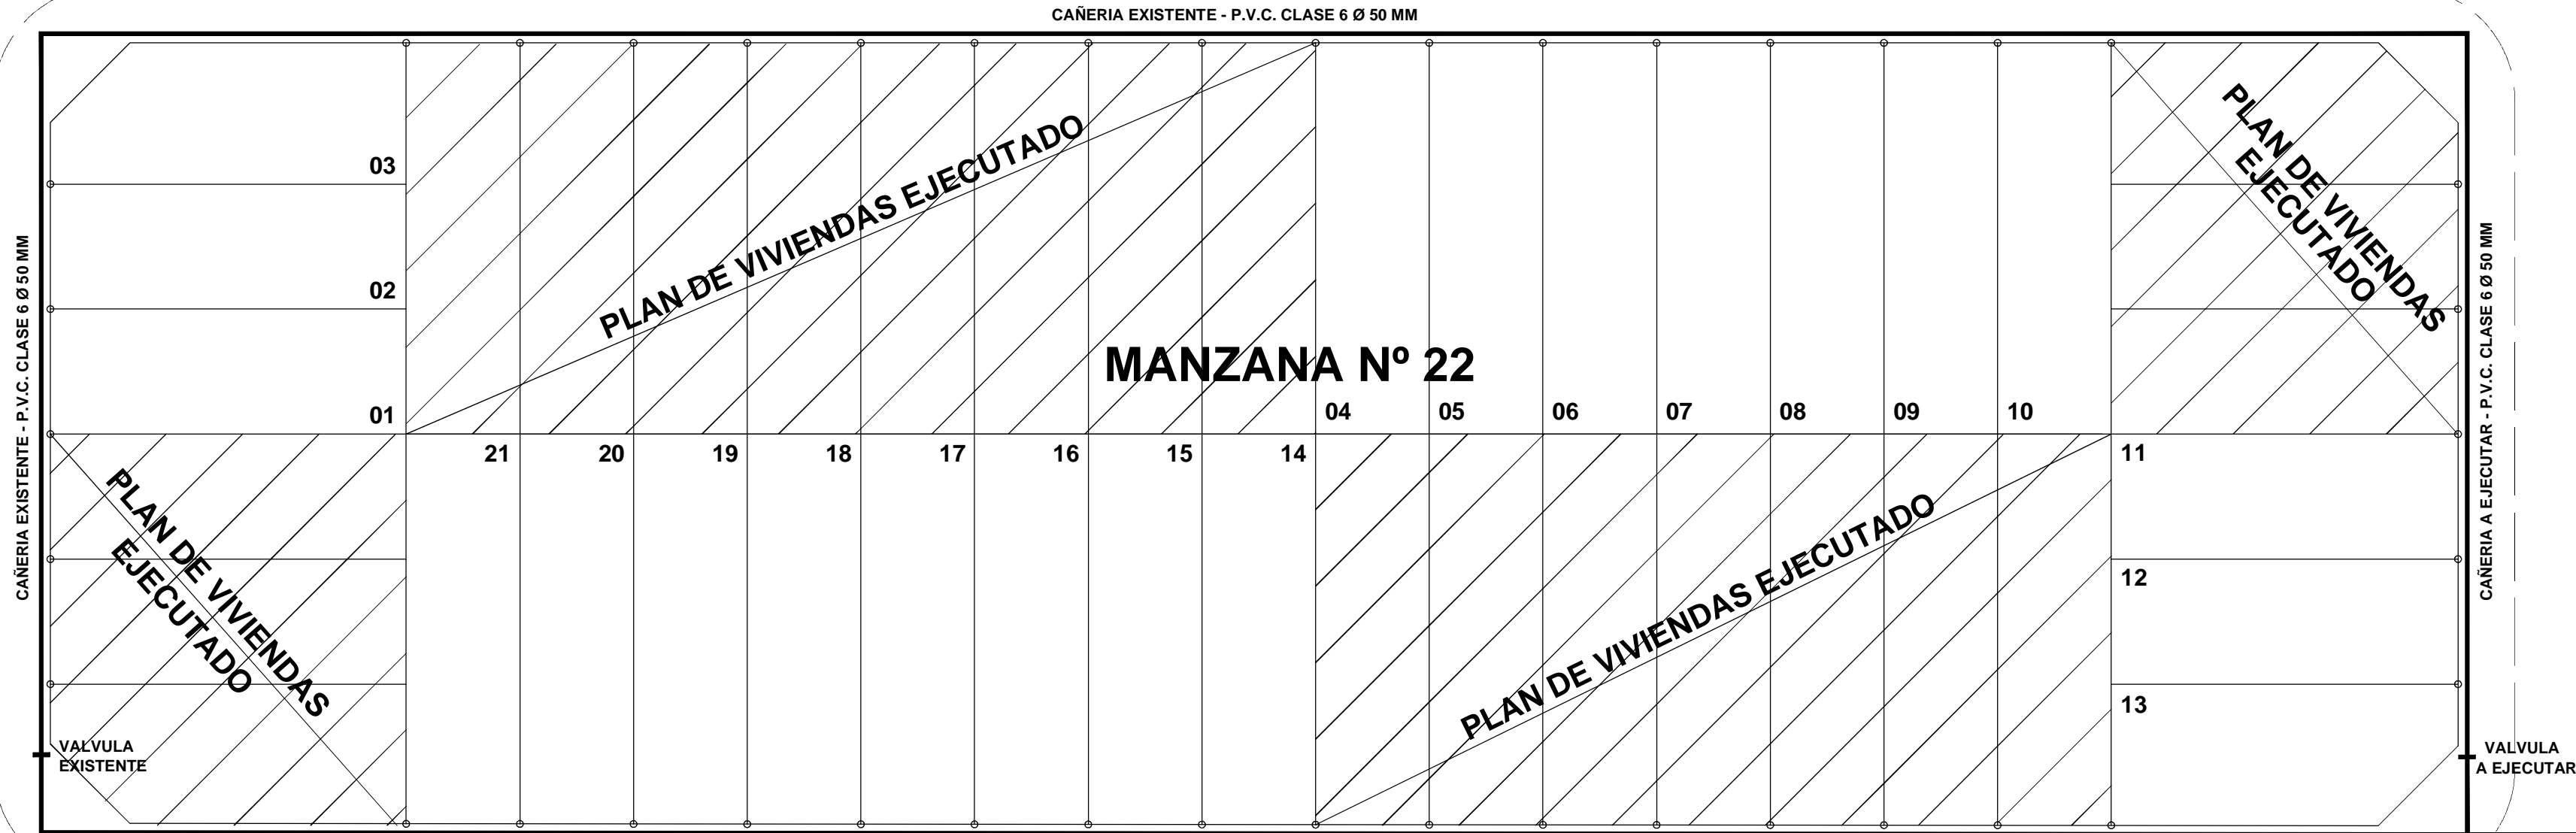 CAÑERIA EXISTENTE - P.V.C. CLASE 6 Ø 50 MM
CAÑERIA EXISTENTE - P.V.C. CLASE 6 Ø 50 MM
03
02
01
PLAN DE VIVIENDAS EJECUTADO
MANZANA Nº 22
04 05 06 07 08 09 10
PLAN DE VIVIENDAS
EJECUTADO
CAÑERIA A EJECUTAR - P.V.C. CLASE 6 Ø 50 MM
21 20 19 18 17 16 15 14
11
12
13
PLAN DE VIVIENDAS
EJECUTADO
PLAN DE VIVIENDAS EJECUTADO
VALVULA
EXISTENTE
VALVULA
A EJECUTAR